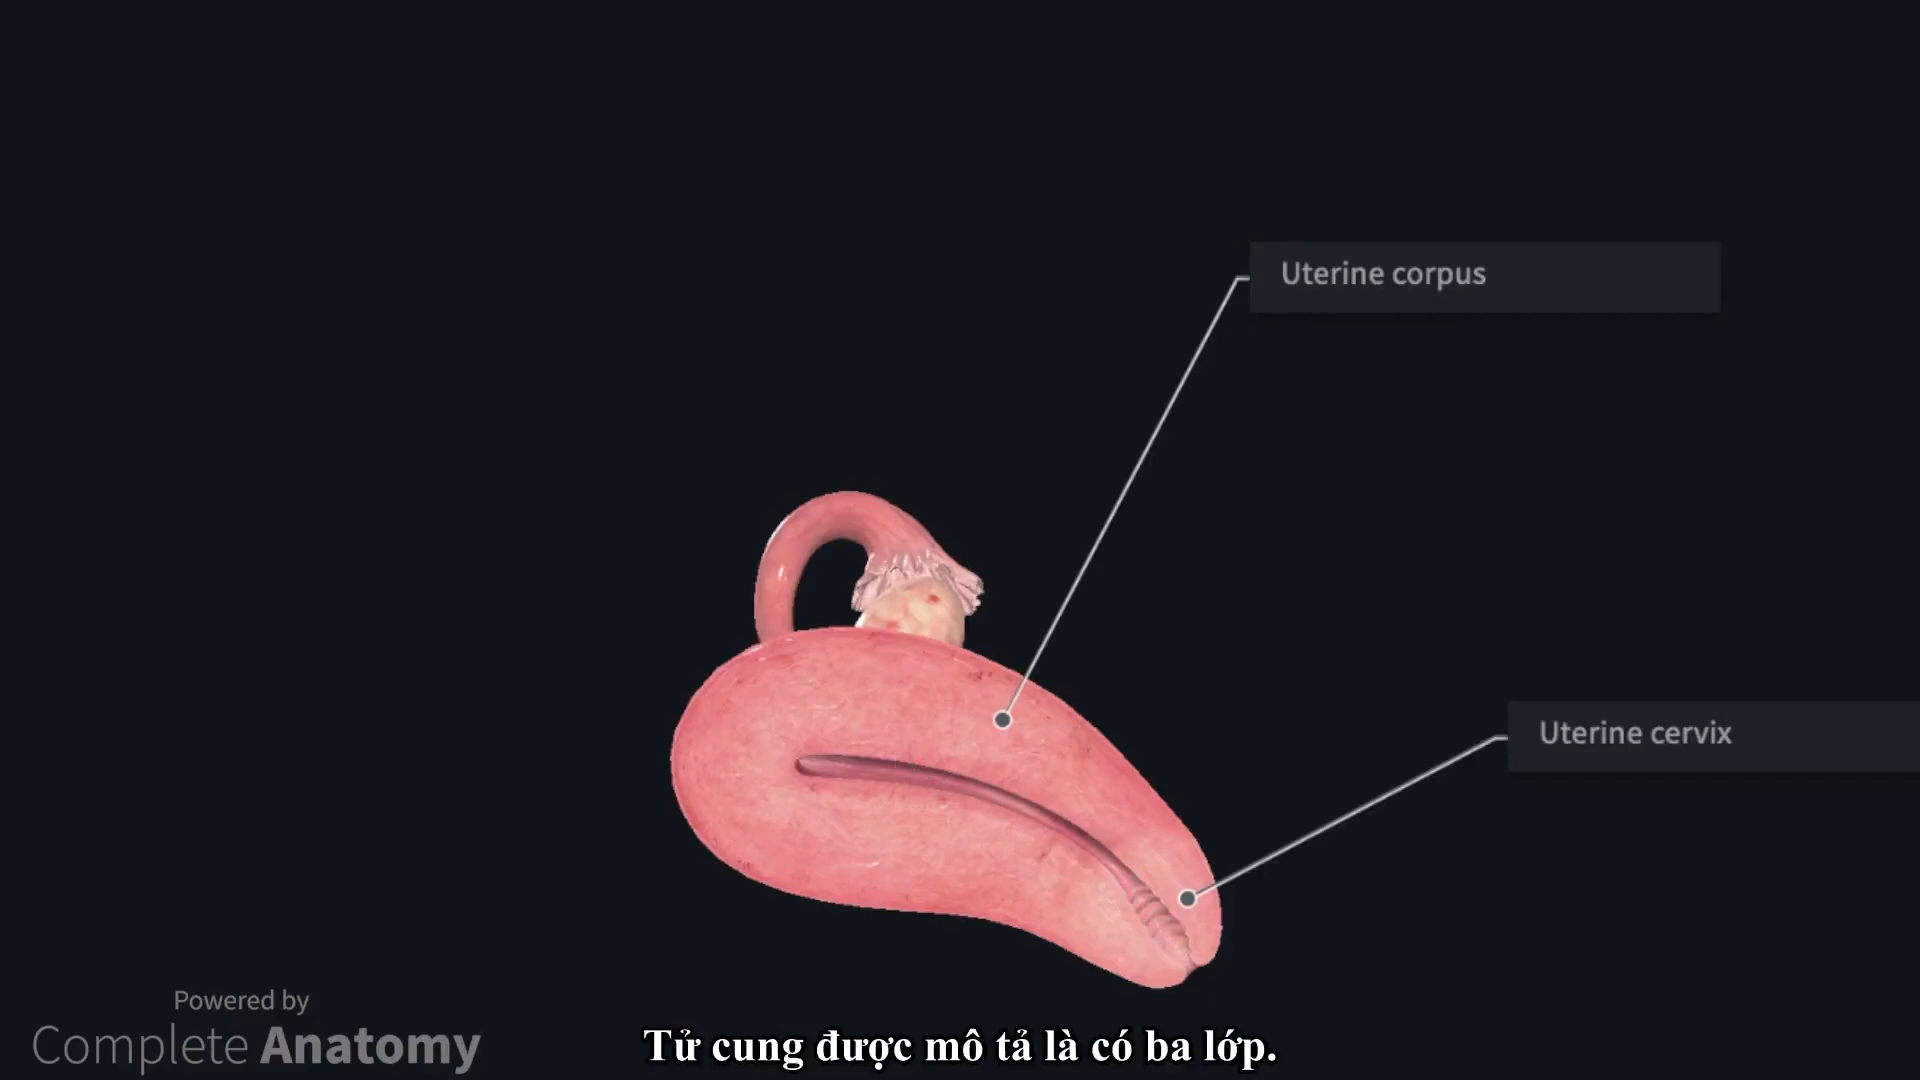 Uterine corpus
Uterine cervix
Powered by
Complete Anatomy
Tử cung được mô tả là có ba lớp.